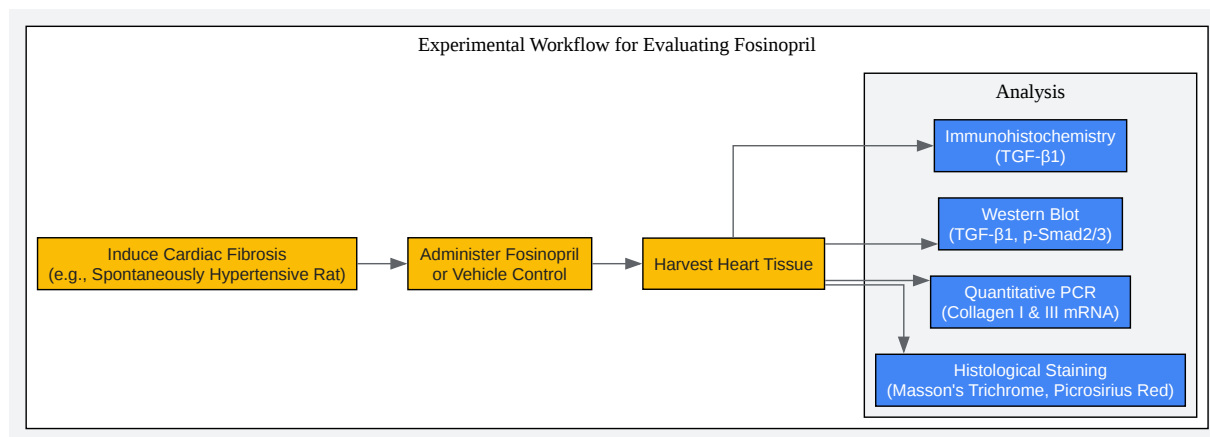 Experimental Workflow for Evaluating Fosinopril
Induce Cardiac Fibrosis
(e.g., Spontaneously Hypertensive Rat)
Administer Fosinopril
or Vehicle Control
Harvest Heart Tissue
Analysis
Immunohistochemistry
(TGF-β1)
Western Blot
(TGF-β1, p-Smad2/3)
Quantitative PCR
(Collagen I & III mRNA)
Histological Staining
(Masson's Trichrome, Picrosirius Red)